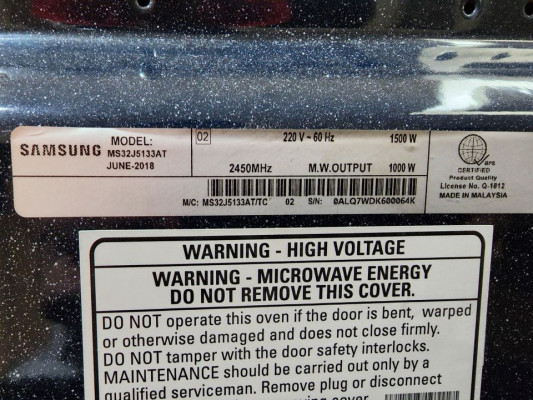 SAMSUNG
MODEL:
MS32J5133AT
JUNE-2018
02 220 V ~ 60 Hz 1500 W
2450MHz M.W.OUTPUT 1000 W
M/C: MS32J5133AT/TC 02 S/N: 0ALQ7WDK600064K
BPS
CERTIFIED
Product Quality
License No. Q-1812
MADE IN MALAYSIA
WARNING - HIGH VOLTAGE
WARNING - MICROWAVE ENERGY
DO NOT REMOVE THIS COVER.
DO NOT operate this oven if the door is bent, warped
or otherwise damaged and does not close firmly.
DO NOT tamper with the door safety interlocks.
MAINTENANCE should be carried out only by a
qualified serviceman. Remove plug or disconnect
cover.